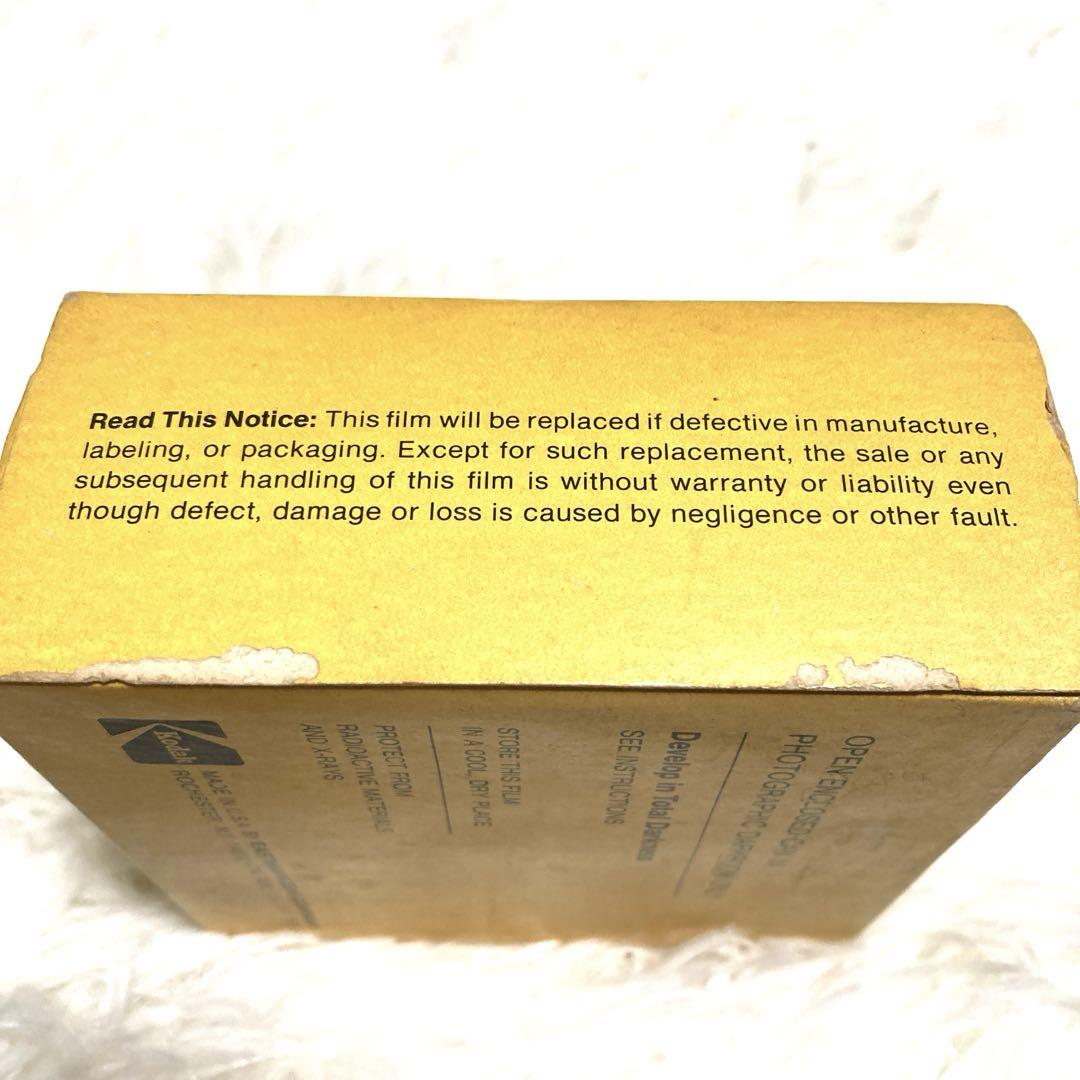 Read This Notice: This film will be replaced if defective in manufacture,
labeling, or packaging. Except for such replacement, the sale or any
subsequent handling of this film is without warranty or liability even
though defect, damage or loss is caused by negligence or other fault.
OPEN
PHOTOGRAPHIC
Develop in Total Darkness
SEE INSTRUCTIONS
STORE THIS FILM
IN A COOL, DRY PLACE
PROTECT FROM
RADIOACTIVE MATERIALS
AND X-RAYS
Kodak
MADE IN U.S.A. BY
ROCHESTER,